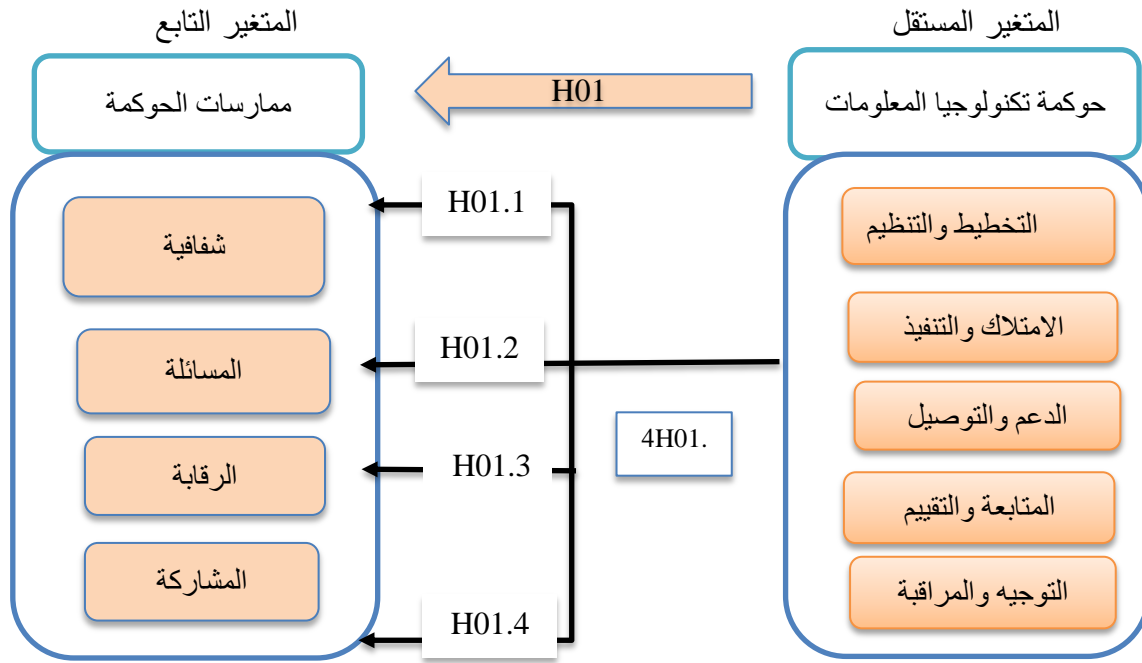 المتغير المستقل
المتغير التابع
حوكمة تكنولوجيا المعلومات
H01
ممارسات الحوكمة
التخطيط والتنظيم
الامتلاك والتنفيذ
الدعم والتوصيل
المتابعة والتقييم
التوجيه والمراقبة
4H01.
H01.1
H01.2
H01.3
H01.4
شفافية
المسائلة
الرقابة
المشاركة